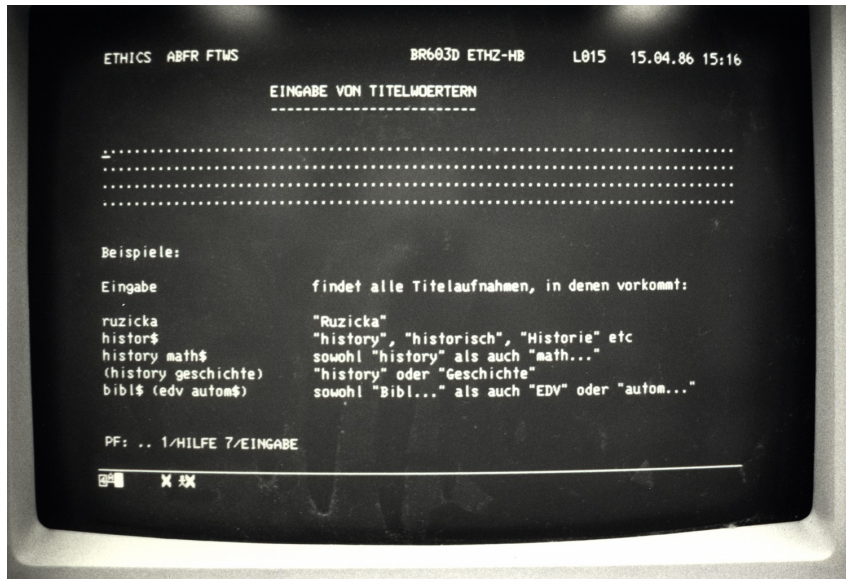 ETHICS ABFR FTWS BR603D ETHZ-HB L015 15.04.86 15:16
EINGABE VON TITELWOERTERN
Beispiele:
Eingabe findet alle Titelaufnahmen, in denen vorkommt:
ruzicka "Ruzicka"
histor$ "history", "historisch", "Historie" etc
history math$ sowohl "history" als auch "math..."
(history geschichte) "history" oder "Geschichte"
bibl$ (edv autom$) sowohl "Bibl..." als auch "EDV" oder "autom..."
PF: .. 1/HILFE 7/EINGABE